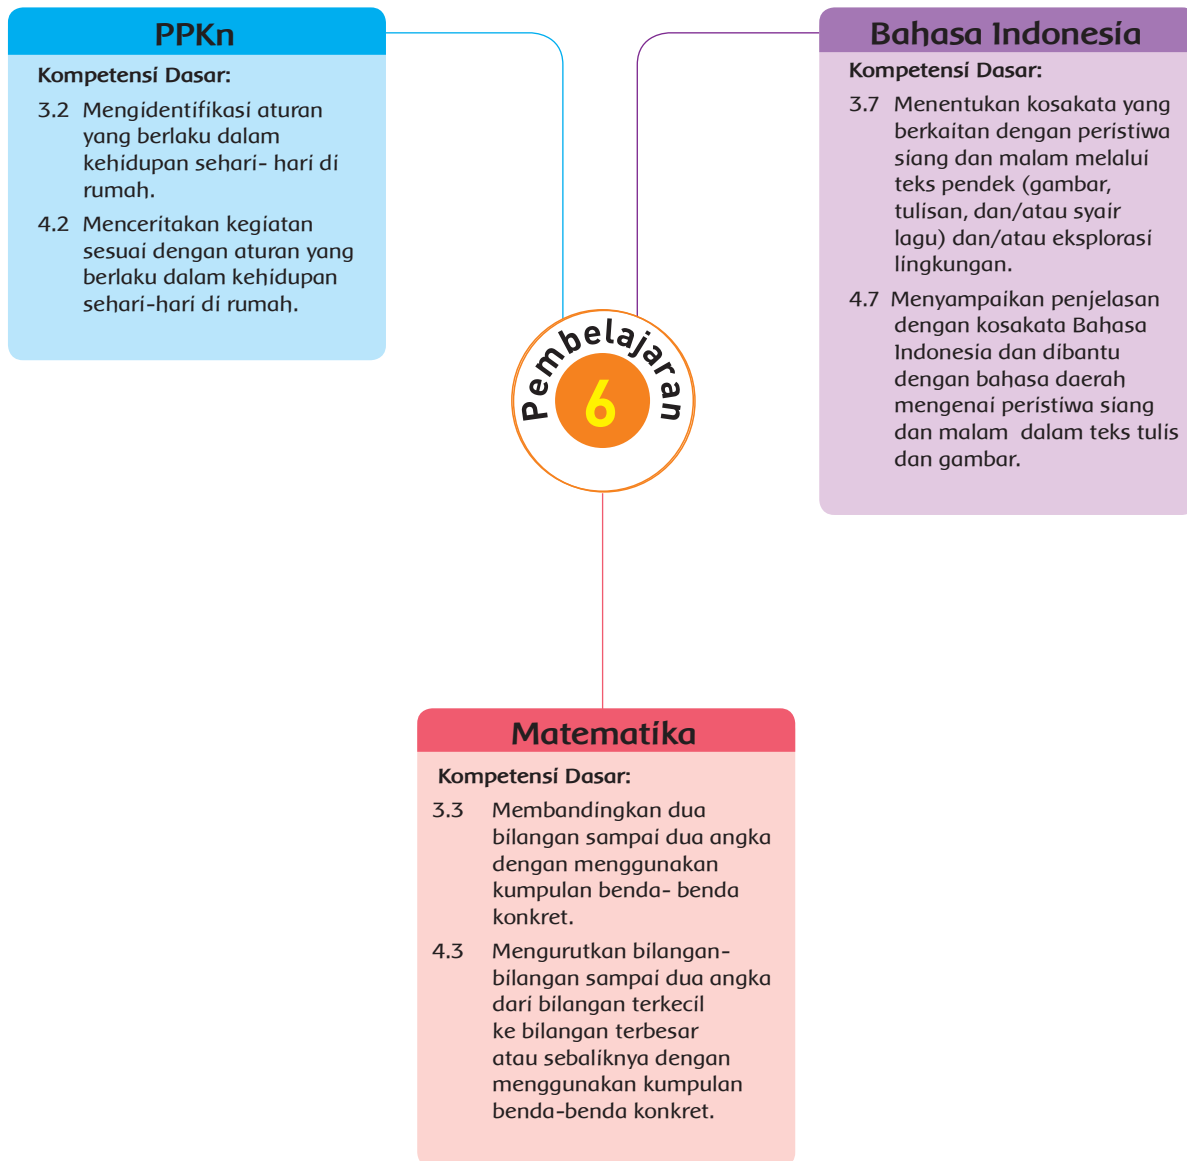 PPKn
Kompetensi Dasar:
3.2 Mengidentifikasi aturan
yang berlaku dalam
kehidupan sehari- hari di
rumah.
4.2 Menceritakan kegiatan
sesuai dengan aturan yang
berlaku dalam kehidupan
sehari-hari di rumah.
Bahasa Indonesia
Kompetensi Dasar:
3.7 Menentukan kosakata yang
berkaitan dengan peristiwa
siang dan malam melalui
teks pendek (gambar,
tulisan, dan/atau syair
lagu) dan/atau eksplorasi
lingkungan.
4.7 Menyampaikan penjelasan
dengan kosakata Bahasa
Indonesia dan dibantu
dengan bahasa daerah
mengenai peristiwa siang
dan malam dalam teks tulis
dan gambar.
Pembelajaran
6
Matematika
Kompetensi Dasar:
3.3 Membandingkan dua
bilangan sampai dua angka
dengan menggunakan
kumpulan benda- benda
konkret.
4.3 Mengurutkan bilangan-
bilangan sampai dua angka
dari bilangan terkecil
ke bilangan terbesar
atau sebaliknya dengan
menggunakan kumpulan
benda-benda konkret.